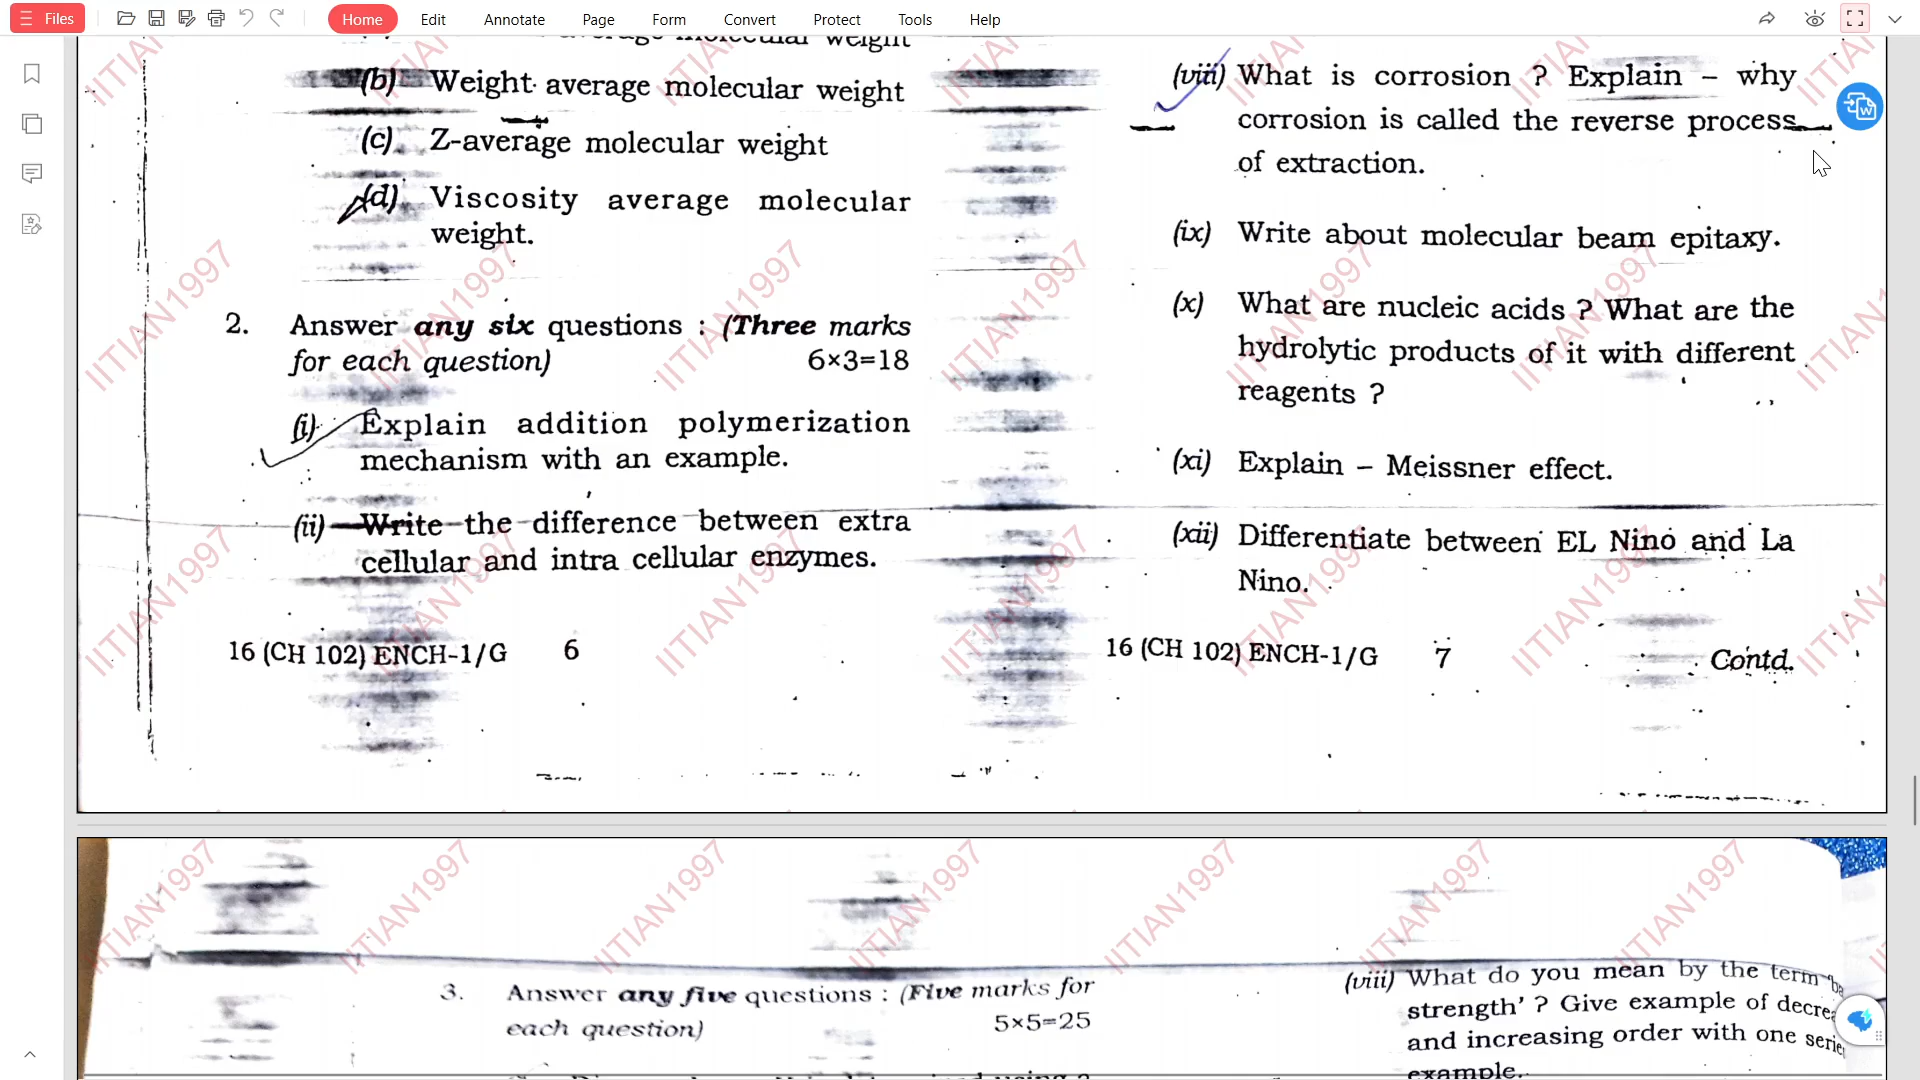 Files
Home
Edit
Annotate
Page
Form
Convert
Protect
Tools
Help
average molecular weight
(b) Weight average molecular weight
(c) Z-average molecular weight
(d) Viscosity average molecular
weight.
2. Answer any six questions : (Three marks
for each question) 6×3=18
(i) Explain addition polymerization
mechanism with an example.
(ii) Write the difference between extra
cellular and intra cellular enzymes.
16 (CH 102) ENCH-1/G 6
(viii) What is corrosion ? Explain – why
corrosion is called the reverse process
of extraction.
(ix) Write about molecular beam epitaxy.
(x) What are nucleic acids ? What are the
hydrolytic products of it with different
reagents ?
(xi) Explain – Meissner effect.
(xii) Differentiate between EL Nino and La
Nino.
16 (CH 102) ENCH-1/G 7 Contd.
3. Answer any five questions : (Five marks for
each question) 5×5=25
(viii) What do you mean by the term
strength' ? Give example of
and increasing order with one
example.
IITIAN1997